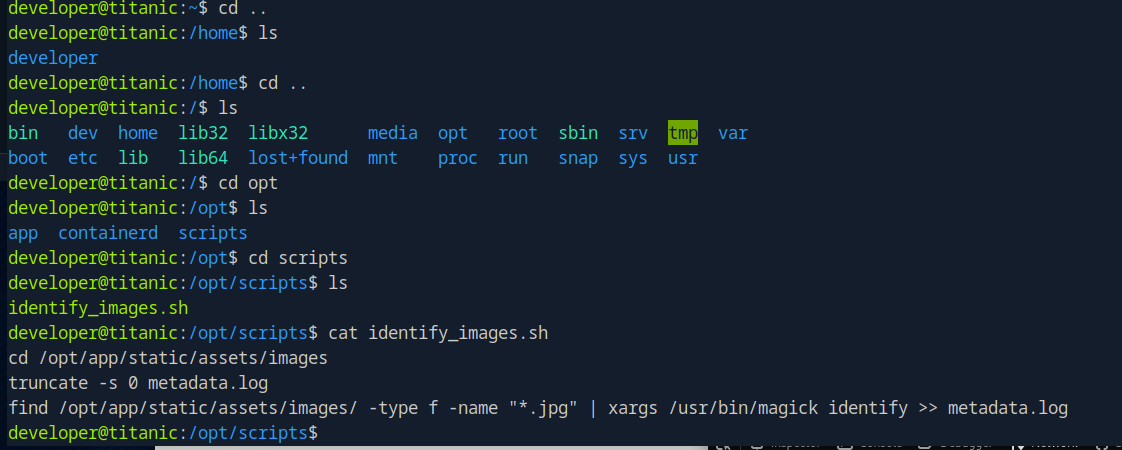 developer@titanic:~$ cd ..
developer@titanic:/home$ ls
developer
developer@titanic:/home$ cd ..
developer@titanic:/$ ls
bin dev home lib32 libx32 media opt root sbin srv tmp var
boot etc lib lib64 lost+found mnt proc run snap sys usr
developer@titanic:/$ cd opt
developer@titanic:/opt$ ls
app containerd scripts
developer@titanic:/opt$ cd scripts
developer@titanic:/opt/scripts$ ls
identify_images.sh
developer@titanic:/opt/scripts$ cat identify_images.sh
cd /opt/app/static/assets/images
truncate -s 0 metadata.log
find /opt/app/static/assets/images/ -type f -name "*.jpg" | xargs /usr/bin/magick identify >> metadata.log
developer@titanic:/opt/scripts$